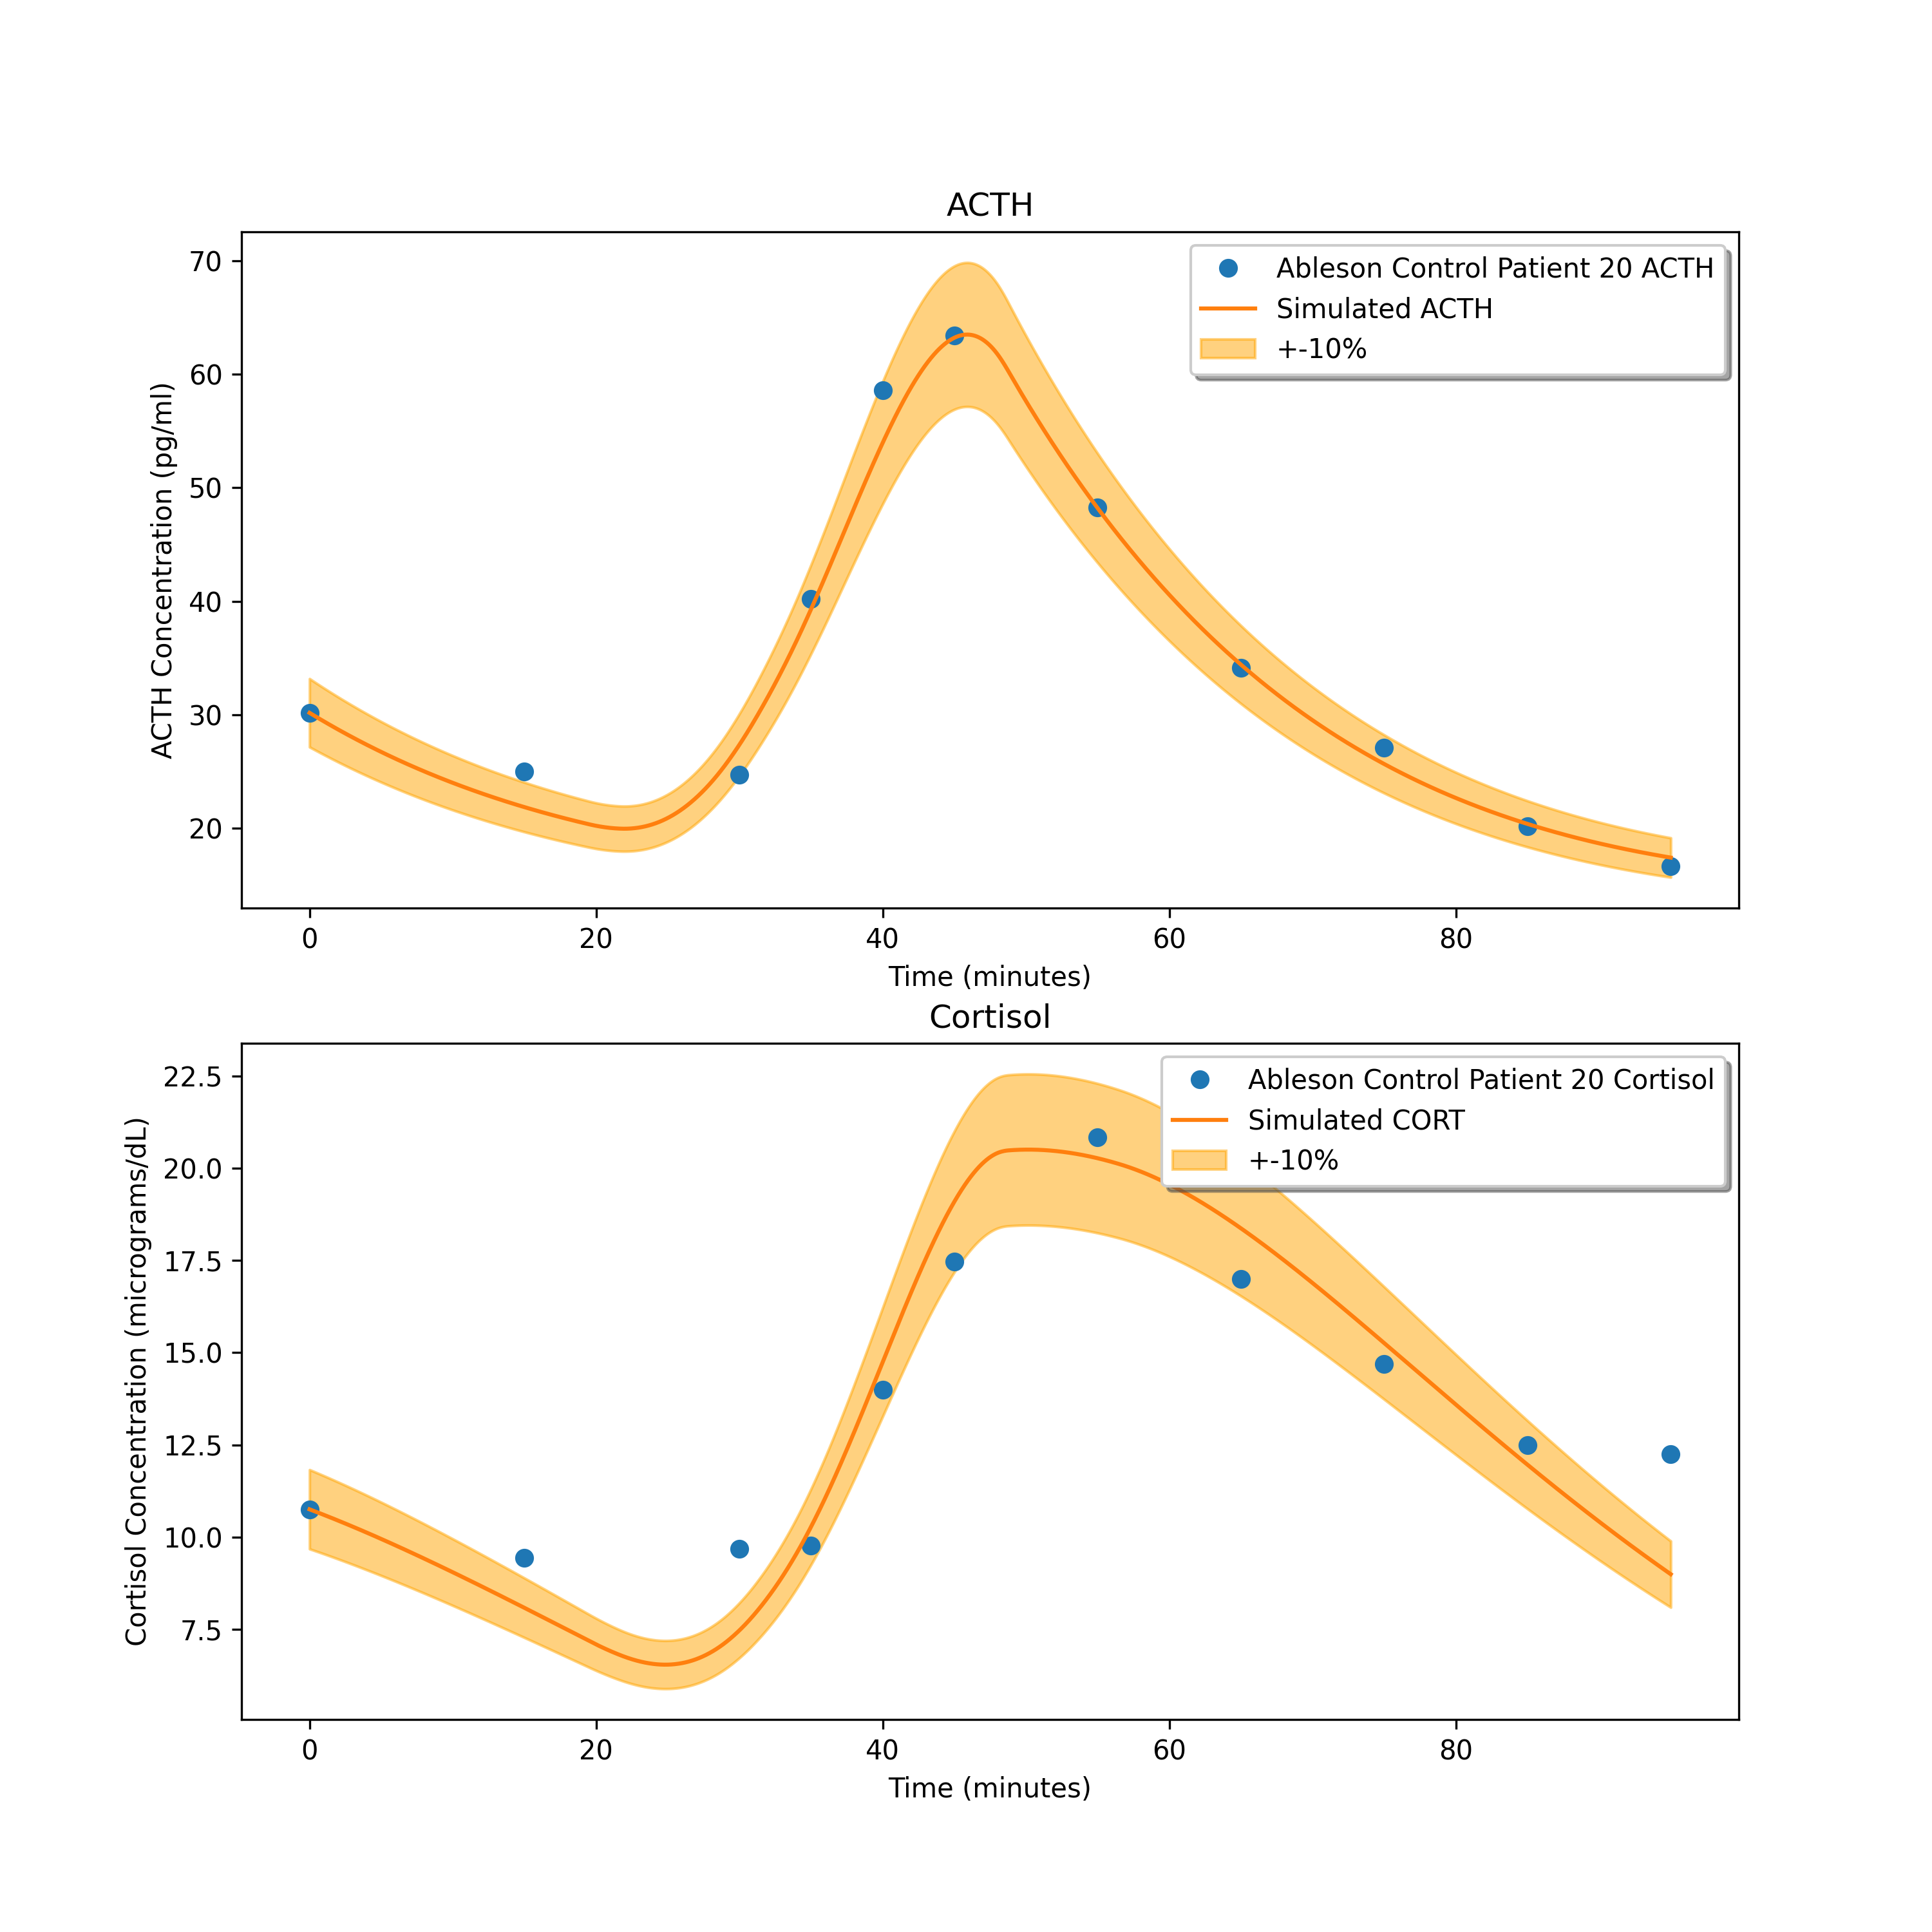 ACTH
70
60
50
40
30
20
ACTH Concentration (pg/ml)
Ableson Control Patient 20 ACTH
Simulated ACTH
+-10%
0 20 40 60 80
Time (minutes)
Cortisol
22.5
20.0
17.5
15.0
12.5
10.0
7.5
Cortisol Concentration (micrograms/dL)
Ableson Control Patient 20 Cortisol
Simulated CORT
+-10%
0 20 40 60 80
Time (minutes)